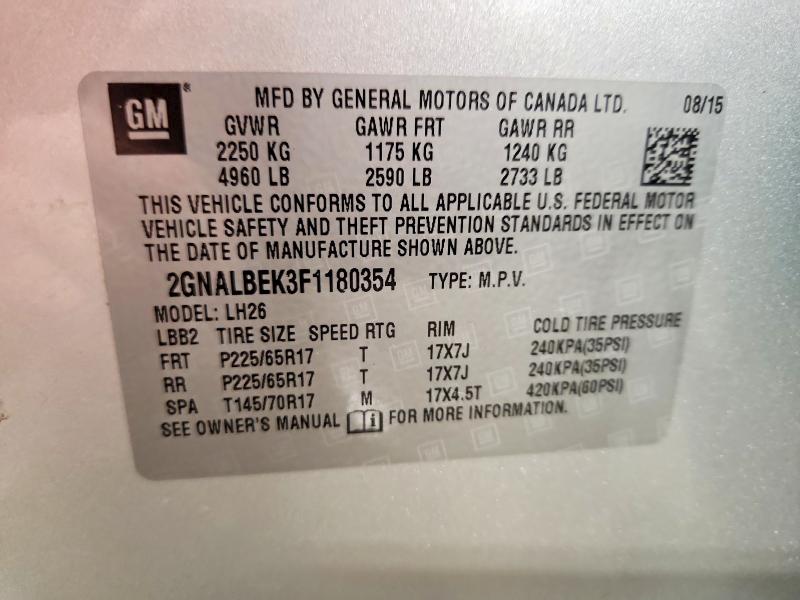 GM® MFD BY GENERAL MOTORS OF CANADA LTD. 08/15
GVWR GAWR FRT GAWR RR
2250 KG 1175 KG 1240 KG
4960 LB 2590 LB 2733 LB
THIS VEHICLE CONFORMS TO ALL APPLICABLE U.S. FEDERAL MOTOR
VEHICLE SAFETY AND THEFT PREVENTION STANDARDS IN EFFECT ON
THE DATE OF MANUFACTURE SHOWN ABOVE.
2GNALBEK3F1180354 TYPE: M.P.V.
MODEL: LH26
LBB2 TIRE SIZE SPEED RTG RIM COLD TIRE PRESSURE
FRT P225/65R17 T 17X7J 240KPA(35PSI)
RR P225/65R17 T 17X7J 240KPA(35PSI)
SPA T145/70R17 M 17X4.5T 420KPA(60PSI)
SEE OWNER'S MANUAL i FOR MORE INFORMATION.